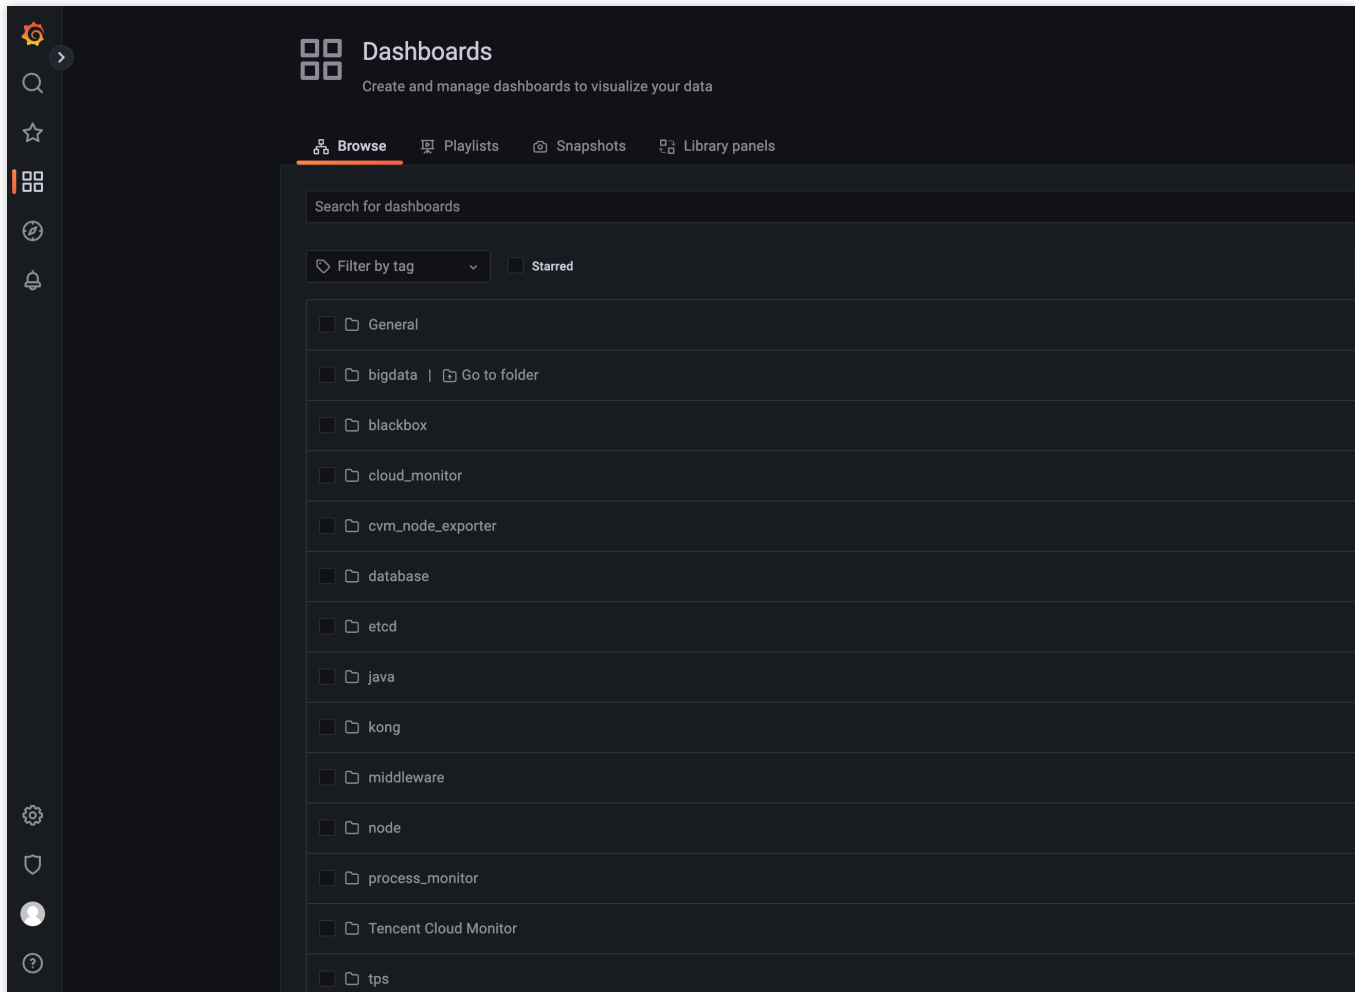 Dashboards
Create and manage dashboards to visualize your data
Browse Playlists Snapshots Library panels
Search for dashboards
Filter by tag Starred
General
bigdata | Go to folder
blackbox
cloud_monitor
cvm_node_exporter
database
etcd
java
kong
middleware
node
process_monitor
Tencent Cloud Monitor
tps